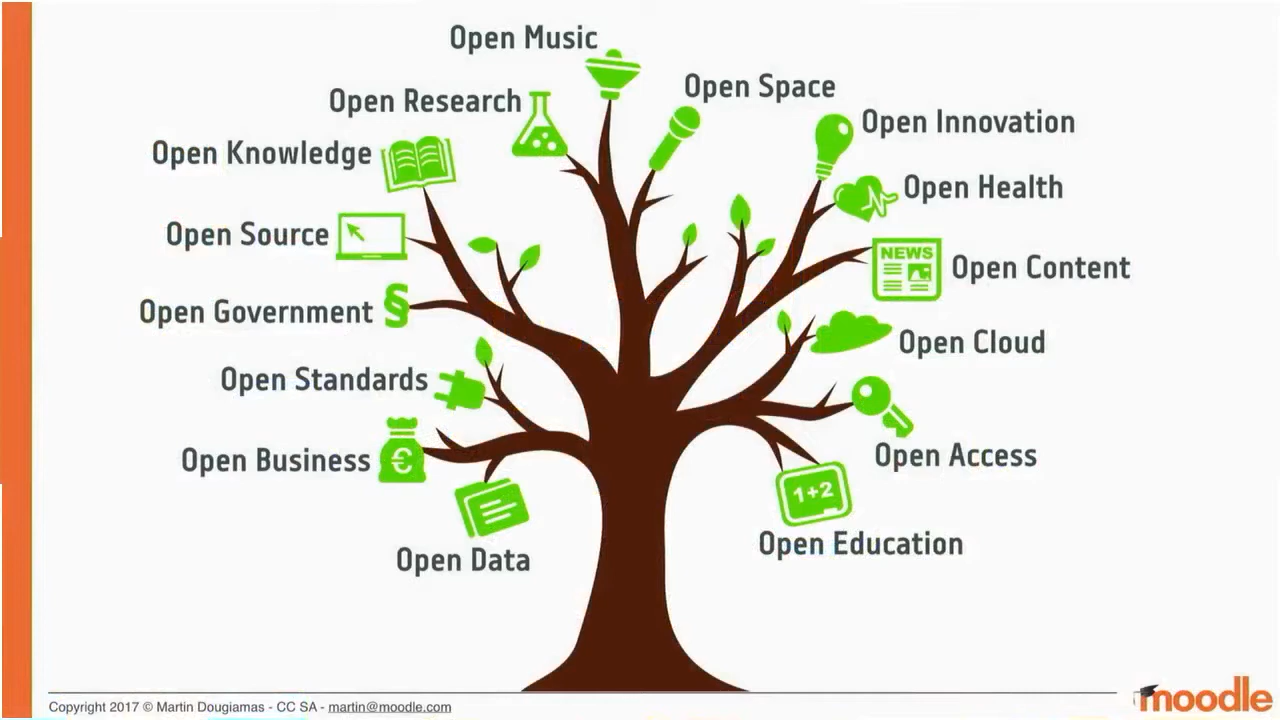 Open Music
Open Space
Open Research
Open Innovation
Open Knowledge
Open Health
Open Source
NEWS
Open Content
Open Government
§
Open Cloud
Open Standards
Open Access
Open Business
€
1+2
Open Education
Open Data
Copyright 2017 © Martin Dougiamas - CC SA - martin@moodle.com
moodle